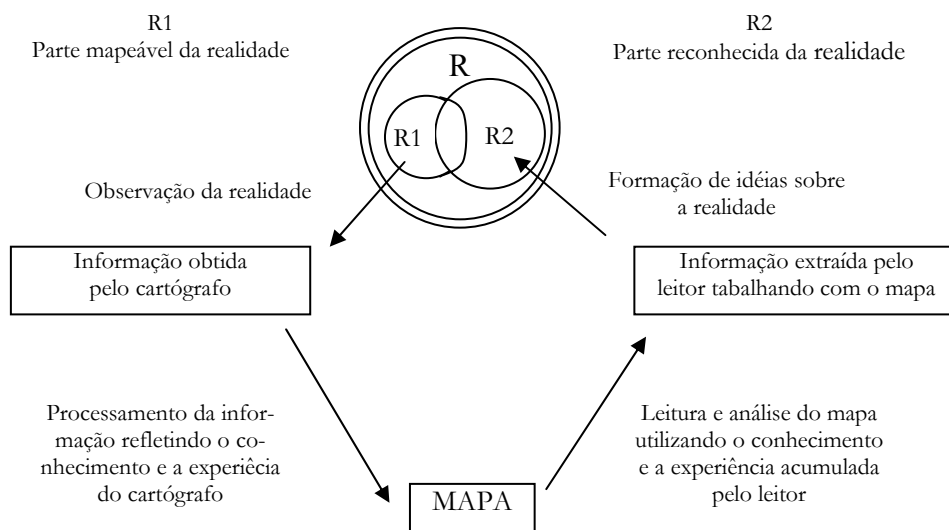 R1
Parte mapeável da realidade
R2
Parte reconhecida da realidade
R
R1
R2
Observação da realidade
Formação de idéias sobre
a realidade
Informação obtida
pelo cartógrafo
Informação extraída pelo
leitor tabalhando com o mapa
Processamento da infor-
mação refletindo o co-
nhecimento e a experiêcia
do cartógrafo
Leitura e análise do mapa
utilizando o conhecimento
e a experiência acumulada
pelo leitor
MAPA